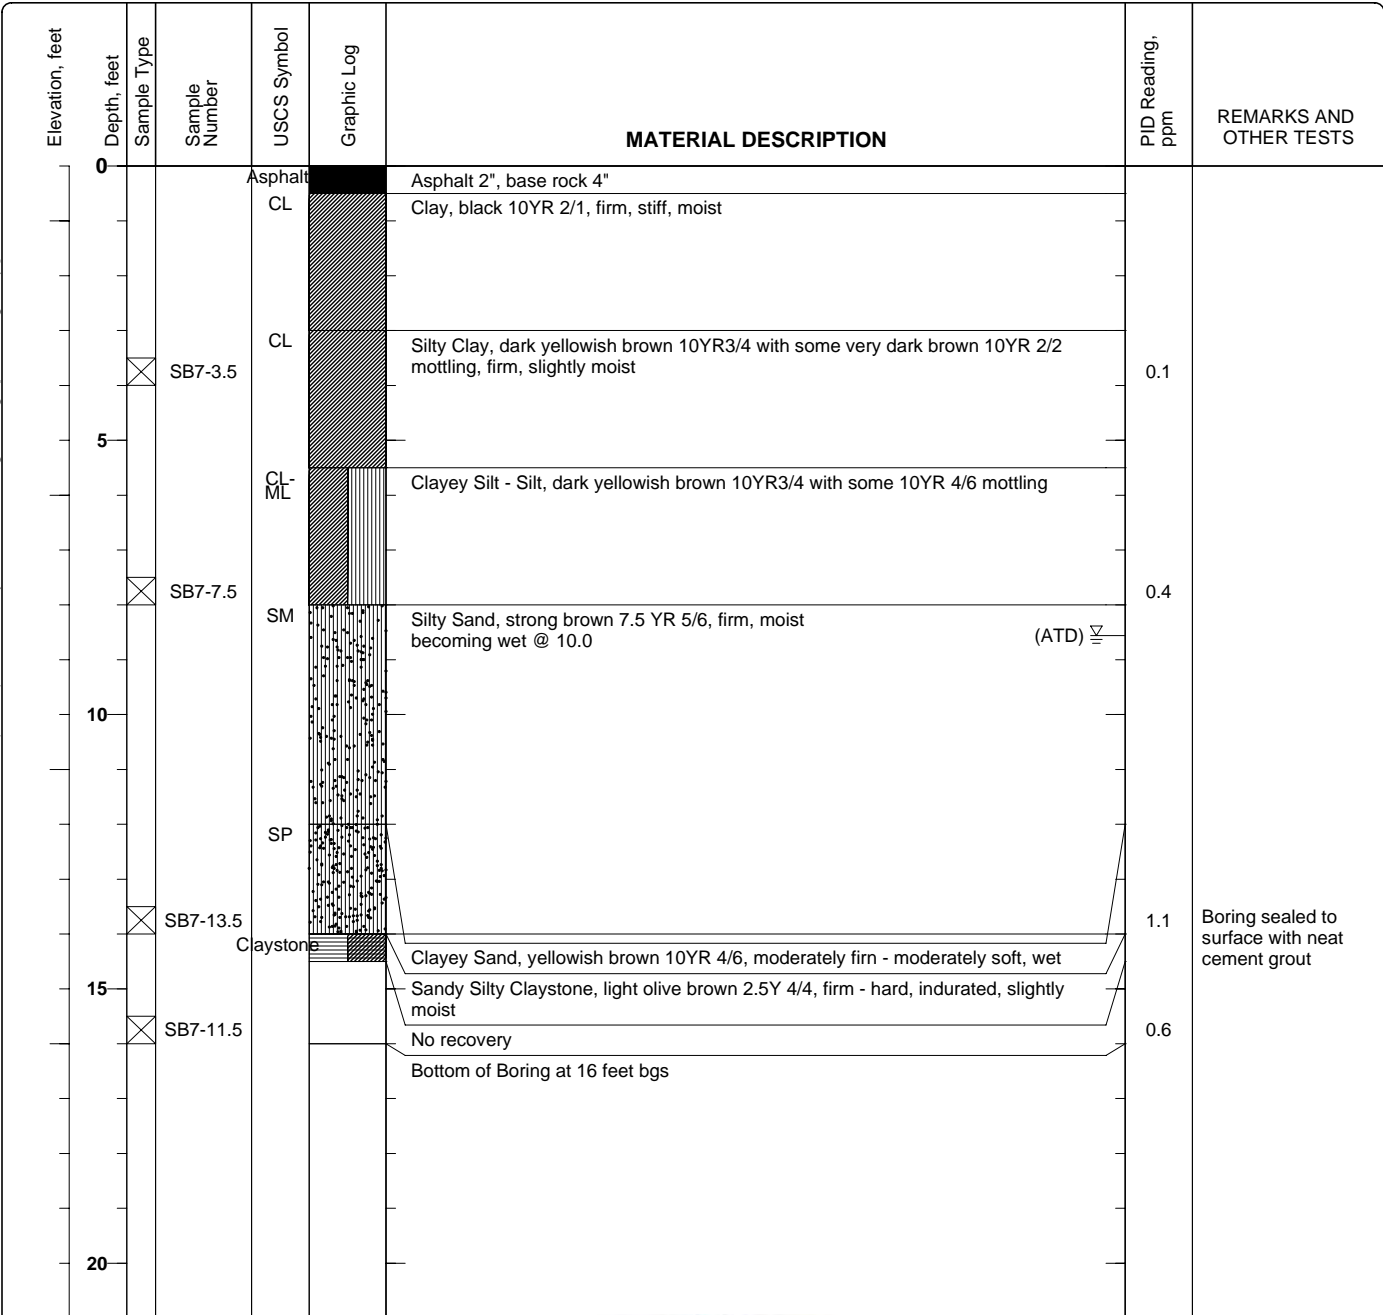 Elevation, feet
Depth, feet
Sample Type
Sample
Number
USCS Symbol
Graphic Log
MATERIAL DESCRIPTION
PID Reading,
ppm
REMARKS AND
OTHER TESTS
0
Asphalt
Asphalt 2", base rock 4"
CL
Clay, black 10YR 2/1, firm, stiff, moist
CL
Silty Clay, dark yellowish brown 10YR3/4 with some very dark brown 10YR 2/2
mottling, firm, slightly moist
SB7-3.5
0.1
5
CL-
ML
Clayey Silt - Silt, dark yellowish brown 10YR3/4 with some 10YR 4/6 mottling
SB7-7.5
0.4
SM
Silty Sand, strong brown 7.5 YR 5/6, firm, moist
becoming wet @ 10.0
(ATD)
10
SP
SB7-13.5
1.1
Boring sealed to
surface with neat
cement grout
Claystone
Clayey Sand, yellowish brown 10YR 4/6, moderately firn - moderately soft, wet
15
Sandy Silty Claystone, light olive brown 2.5Y 4/4, firm - hard, indurated, slightly
moist
SB7-11.5
0.6
No recovery
Bottom of Boring at 16 feet bgs
20